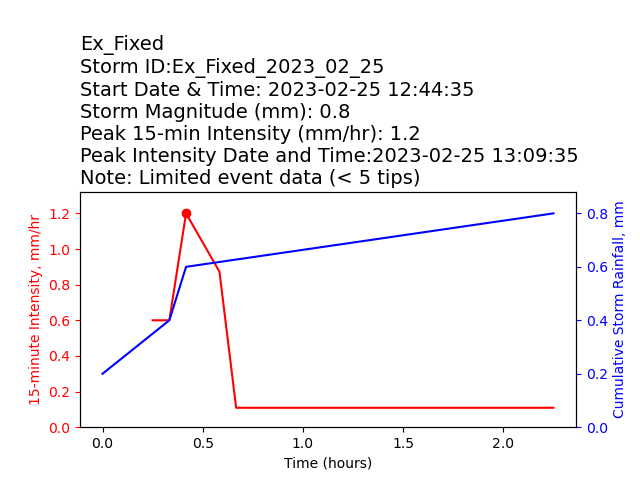 Ex_Fixed
Storm ID:Ex_Fixed_2023_02_25
Start Date & Time: 2023-02-25 12:44:35
Storm Magnitude (mm): 0.8
Peak 15-min Intensity (mm/hr): 1.2
Peak Intensity Date and Time:2023-02-25 13:09:35
Note: Limited event data (< 5 tips)
15-minute Intensity, mm/hr
1.2
1.0
0.8
0.6
0.4
0.2
0.0
0.8
0.6
0.4
0.2
0.0
Cumulative Storm Rainfall, mm
0.0 0.5 1.0 1.5 2.0
Time (hours)